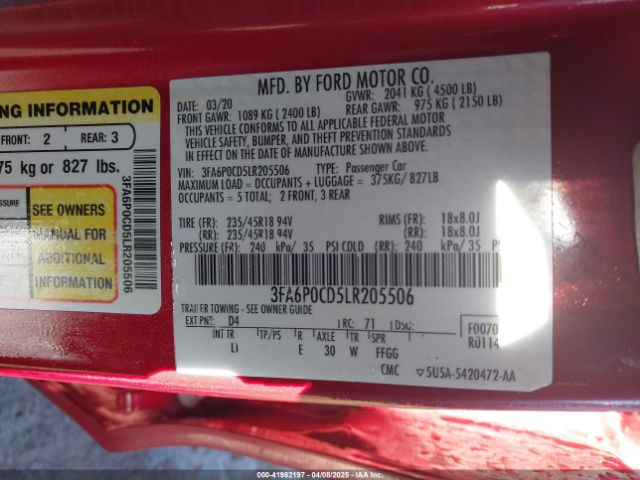 NG INFORMATION
FRONT: 2 REAR: 3
75 kg or 827 lbs.
SEE OWNERS
MANUAL FOR
ADDITIONAL
INFORMATION
3FA6P0CD5LR205506
MFD. BY FORD MOTOR CO.
DATE: 03/20 GVWR: 2041 KG ( 4500 LB)
FRONT GAWR: 1089 KG ( 2400 LB) REAR GAWR: 975 KG ( 2150 LB)
THIS VEHICLE CONFORMS TO ALL APPLICABLE FEDERAL MOTOR
VEHICLE SAFETY, BUMPER, AND THEFT PREVENTION STANDARDS
IN EFFECT ON THE DATE OF MANUFACTURE SHOWN ABOVE.
VIN: 3FA6P0CD5LR205506 TYPE: Passenger Car
MAXIMUM LOAD = OCCUPANTS + LUGGAGE = 375KG/ 827LB
OCCUPANTS = 5 TOTAL; 2 FRONT, 3 REAR
TIRE (FR): 235/45R18 94V RIMS (FR): 18x8.0J
(RR): 235/45R18 94V (RR): 18x8.0J
PRESSURE (FR): 240 kPa/ 35 PSI COLD (RR): 240 kPa/ 35 PS
3FA6P0CD5LR205506
TRAILER TOWING - SEE OWNER GUIDE
EXT PNT: D4 RC: 71 DSO: F0070
INT TR TP/PS R AXLE TR SPR R0114
Li E 30 W FFGG
CMC 5U5A-5420472-AA
000-41982197 - 04/08/2025 - IAAI.COM